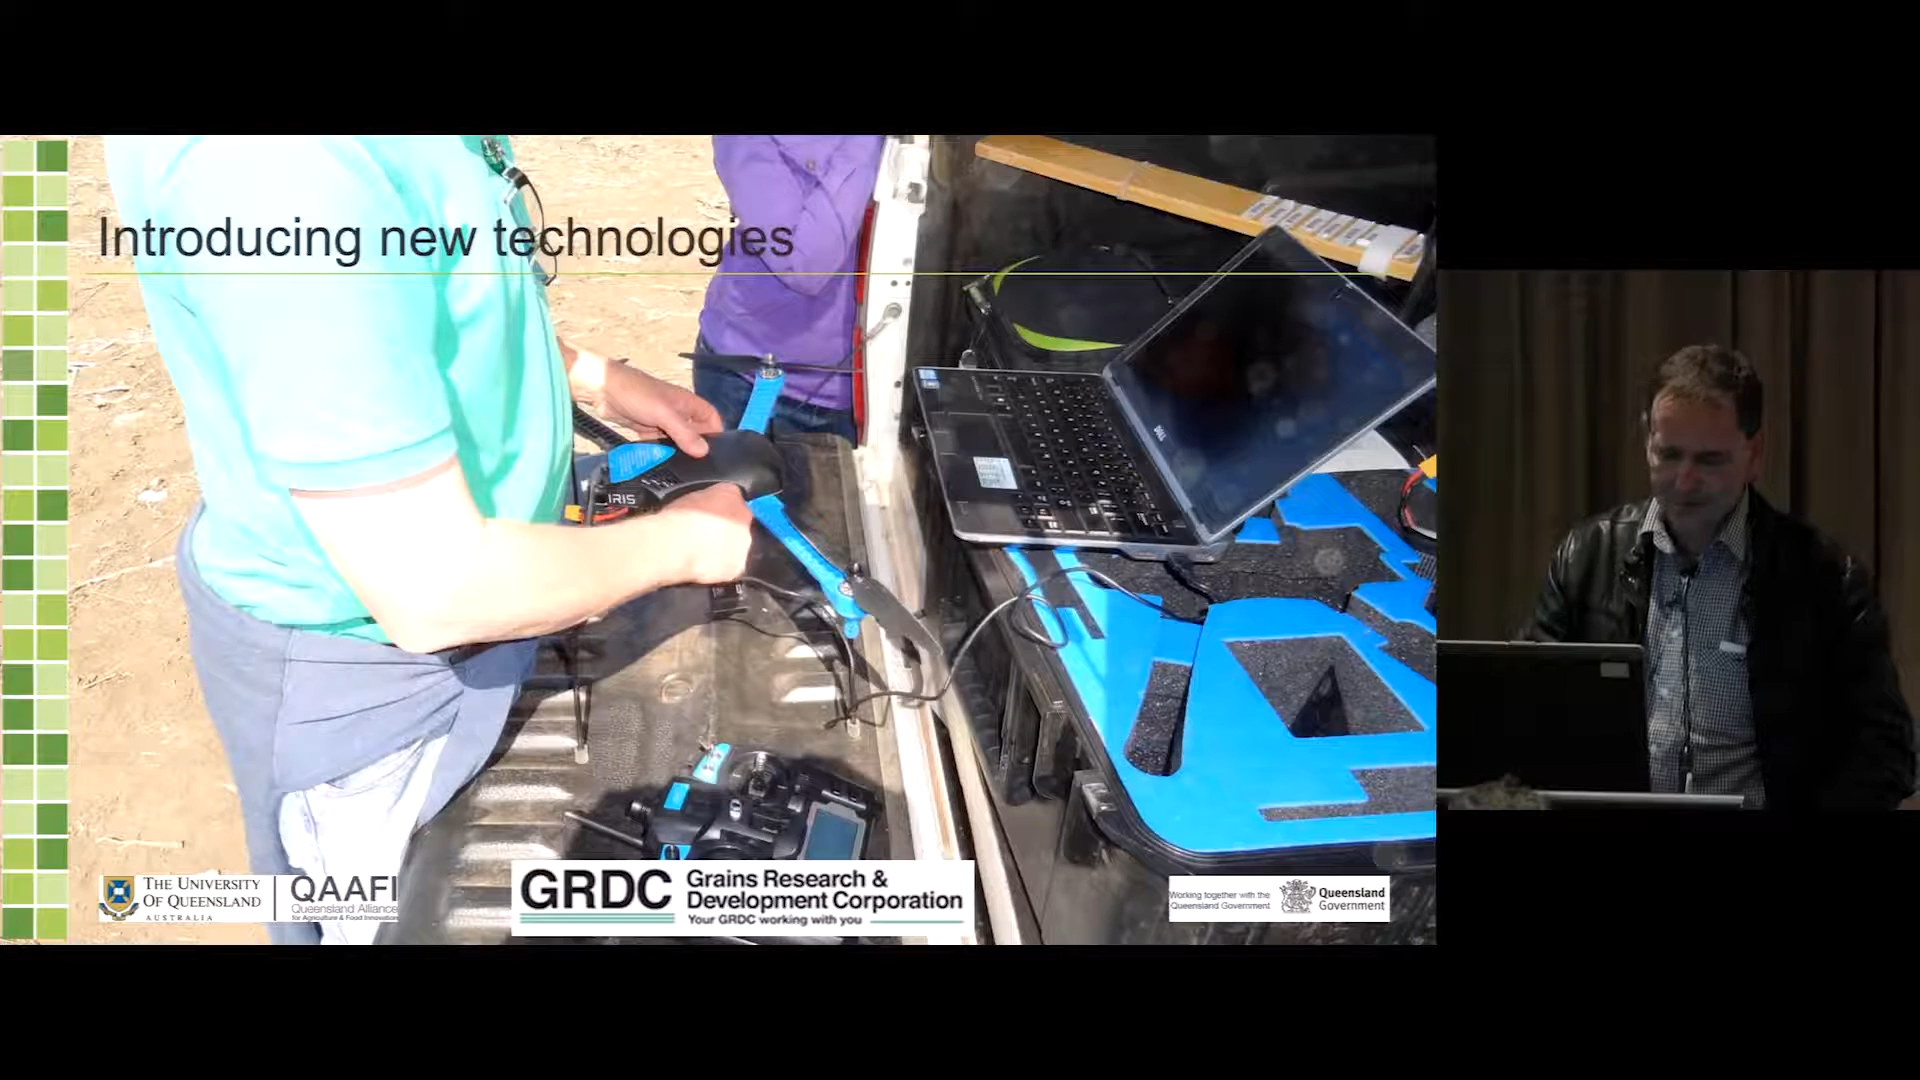 Introducing new technologies
IRIS
DELL
THE UNIVERSITY
OF QUEENSLAND
AUSTRALIA
QAAFI
Queensland Alliance
for Agriculture & Food Innovation
GRDC
Grains Research &
Development Corporation
Your GRDC working with you
Working together with the
Queensland Government
Queensland
Government